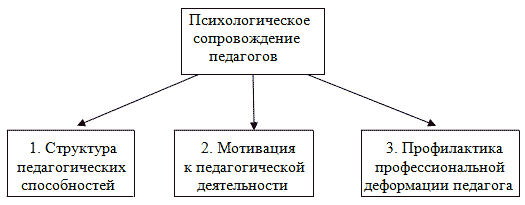 Психологическое
сопровождение
педагогов
1. Структура
педагогических
способностей
2. Мотивация
к педагогической
деятельности
3. Профилактика
профессиональной
деформации педагога